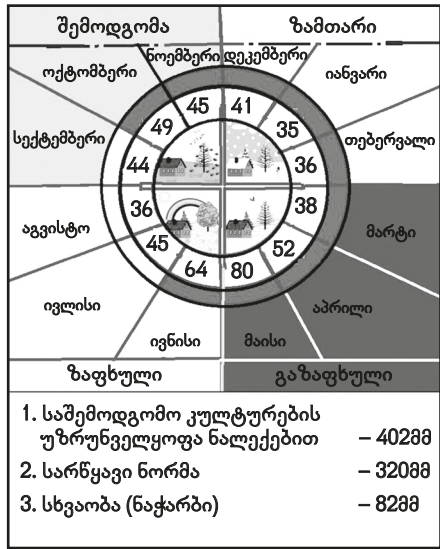 შემოდგომა ზამთარი
ნოემბერი დეკემბერი
ოქტომბერი იანვარი
სექტემბერი თებერვალი
45 41
49 35
44 36
36 38
45 52
64 80
აგვისტო მარტი
ივლისი აპრილი
ივნისი მაისი
ზაფხული გაზაფხული
1. საშემოდგომო კულტურების
უზრუნველყოფა ნალექებით – 402მმ
2. სარწყავი ნორმა – 320მმ
3. სხვაობა (ნაჭარბი) – 82მმ